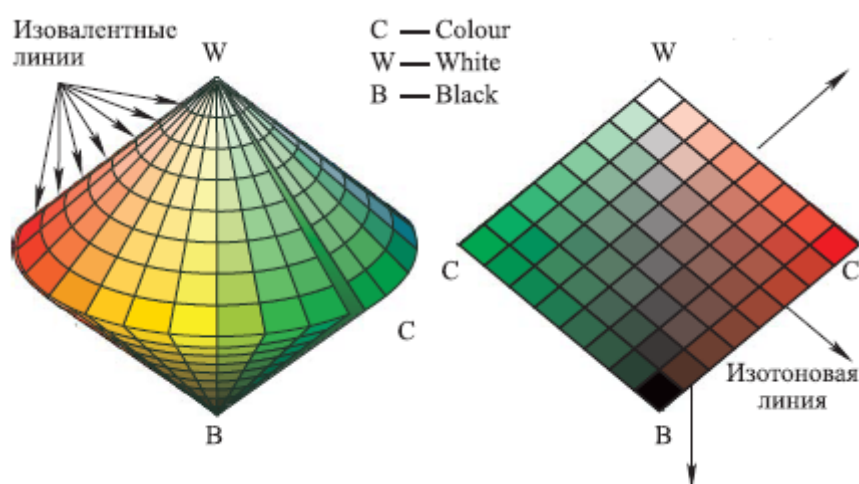 Изовалентные
линии
W
C — Colour
W — White
B — Black
W
C
C
C
B
Изотоновая
линия
B